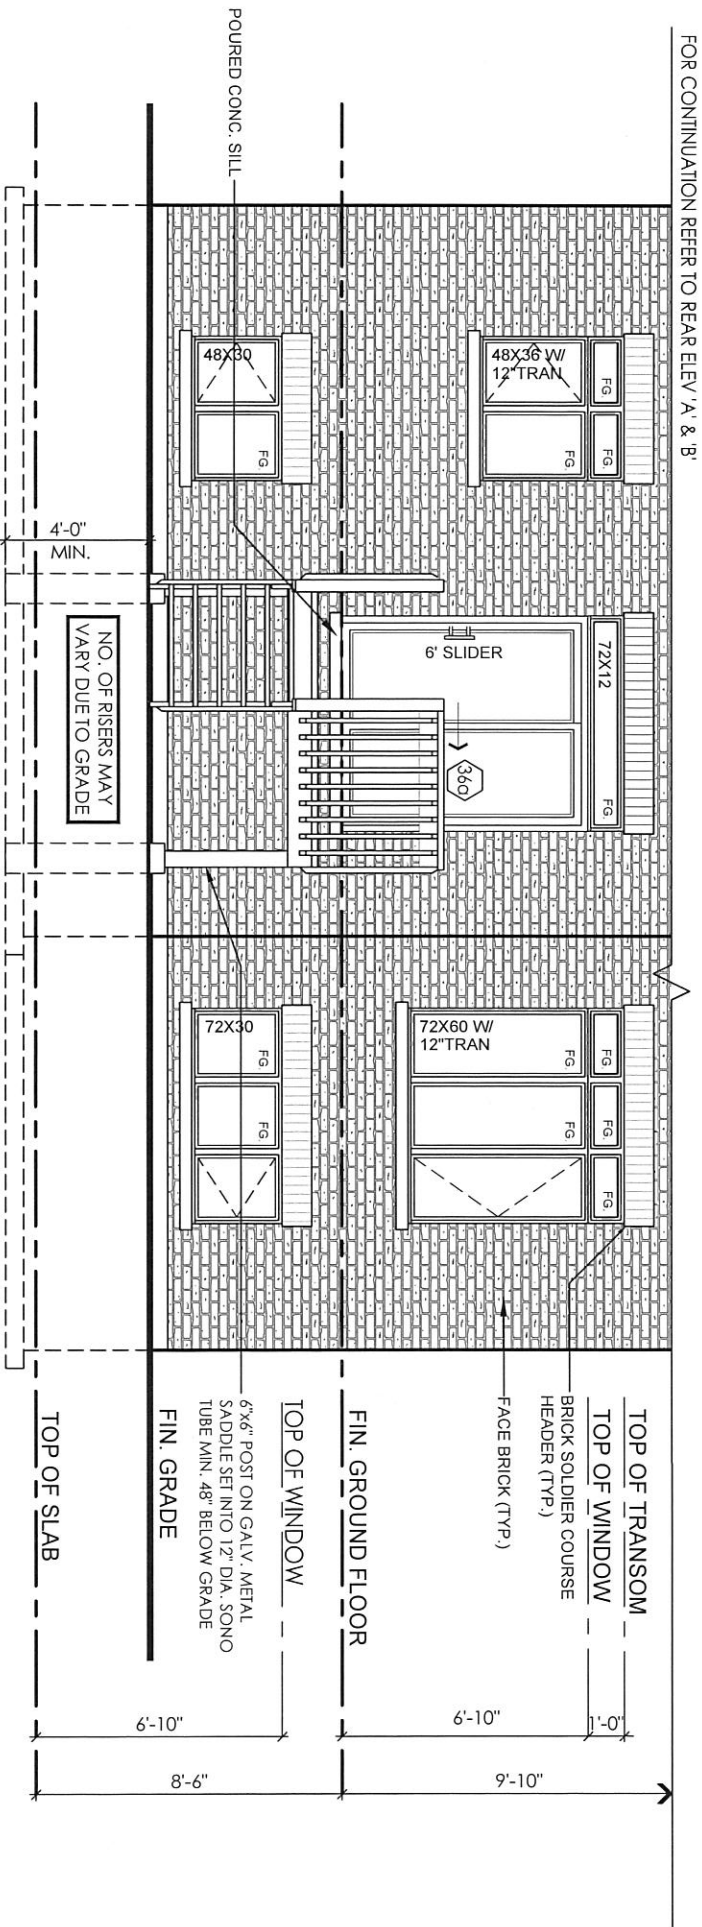 FOR CONTINUATION REFER TO REAR ELEV 'A' & 'B'
POURED CONC. SILL
48X36 W/
12"TRAN
FG.
FG.
FG.
48X30
FG.
72X12
FG.
6' SLIDER
36a
72X60 W/
12"TRAN
FG.
FG.
FG.
FG.
FG.
72X30
FG.
FG.
4'-0"
MIN.
NO. OF RISERS MAY
VARY DUE TO GRADE
TOP OF TRANSOM
TOP OF WINDOW
BRICK SOLDIER COURSE
HEADER (TYP.)
FACE BRICK (TYP.)
FIN. GROUND FLOOR
TOP OF WINDOW
6"x6" POST ON GALV. METAL
SADDLE SET INTO 12" DIA. SONO
TUBE MIN. 48" BELOW GRADE
FIN. GRADE
TOP OF SLAB
1'-0"
6'-10"
6'-10"
9'-10"
8'-6"